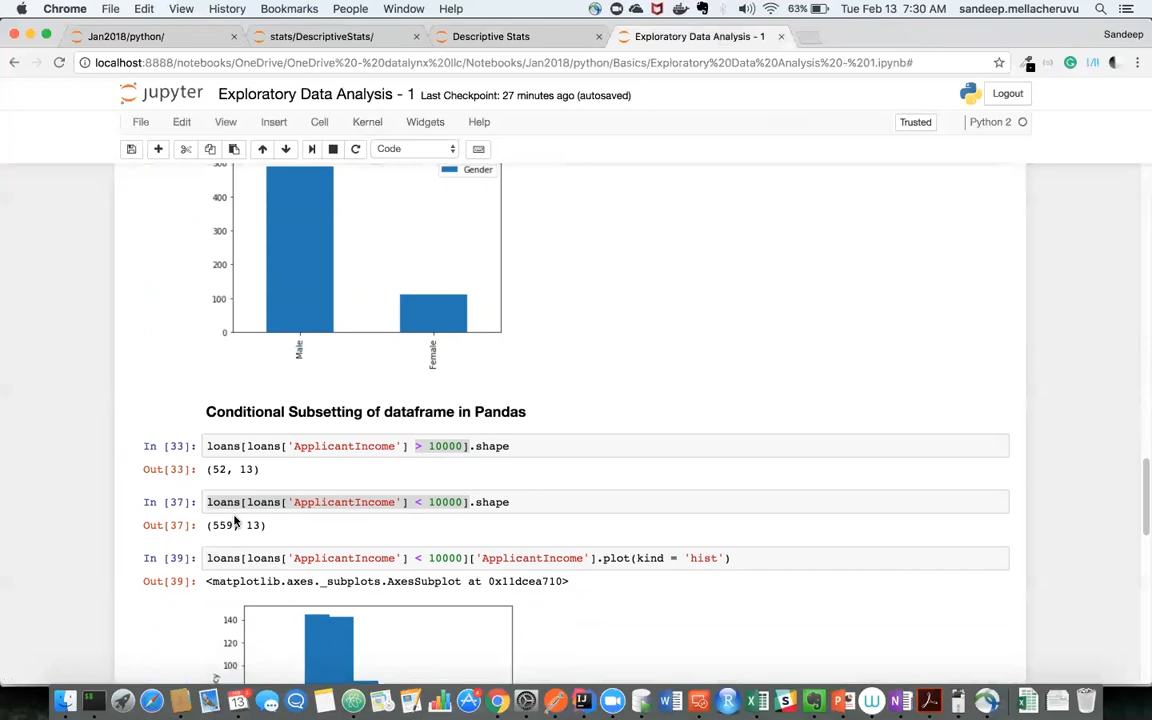 Chrome File Edit View History Bookmarks People Window Help 63% Tue Feb 13 7:30 AM sandeep.mellacheruvu
Jan2018/python/ stats/DescriptiveStats/ Descriptive Stats Exploratory Data Analysis - 1 Sandeep
localhost:8888/notebooks/OneDrive/OneDrive%20-%20datalynx%20llc/Notebooks/Jan2018/python/Basics/Exploratory%20Data%20Analysis%20-%201.ipynb#
jupyter Exploratory Data Analysis - 1 Last Checkpoint: 27 minutes ago (autosaved) Logout
File Edit View Insert Cell Kernel Widgets Help Trusted Python 2
Code
500
Gender
400
300
200
100
0
Male
Female
Conditional Subsetting of dataframe in Pandas
In [33]: loans[loans['ApplicantIncome'] > 10000].shape
Out[33]: (52, 13)
In [37]: loans[loans['ApplicantIncome'] < 10000].shape
Out[37]: (559, 13)
In [39]: loans[loans['ApplicantIncome'] < 10000]['ApplicantIncome'].plot(kind = 'hist')
Out[39]: <matplotlib.axes._subplots.AxesSubplot at 0x11dcea710>
140
120
100